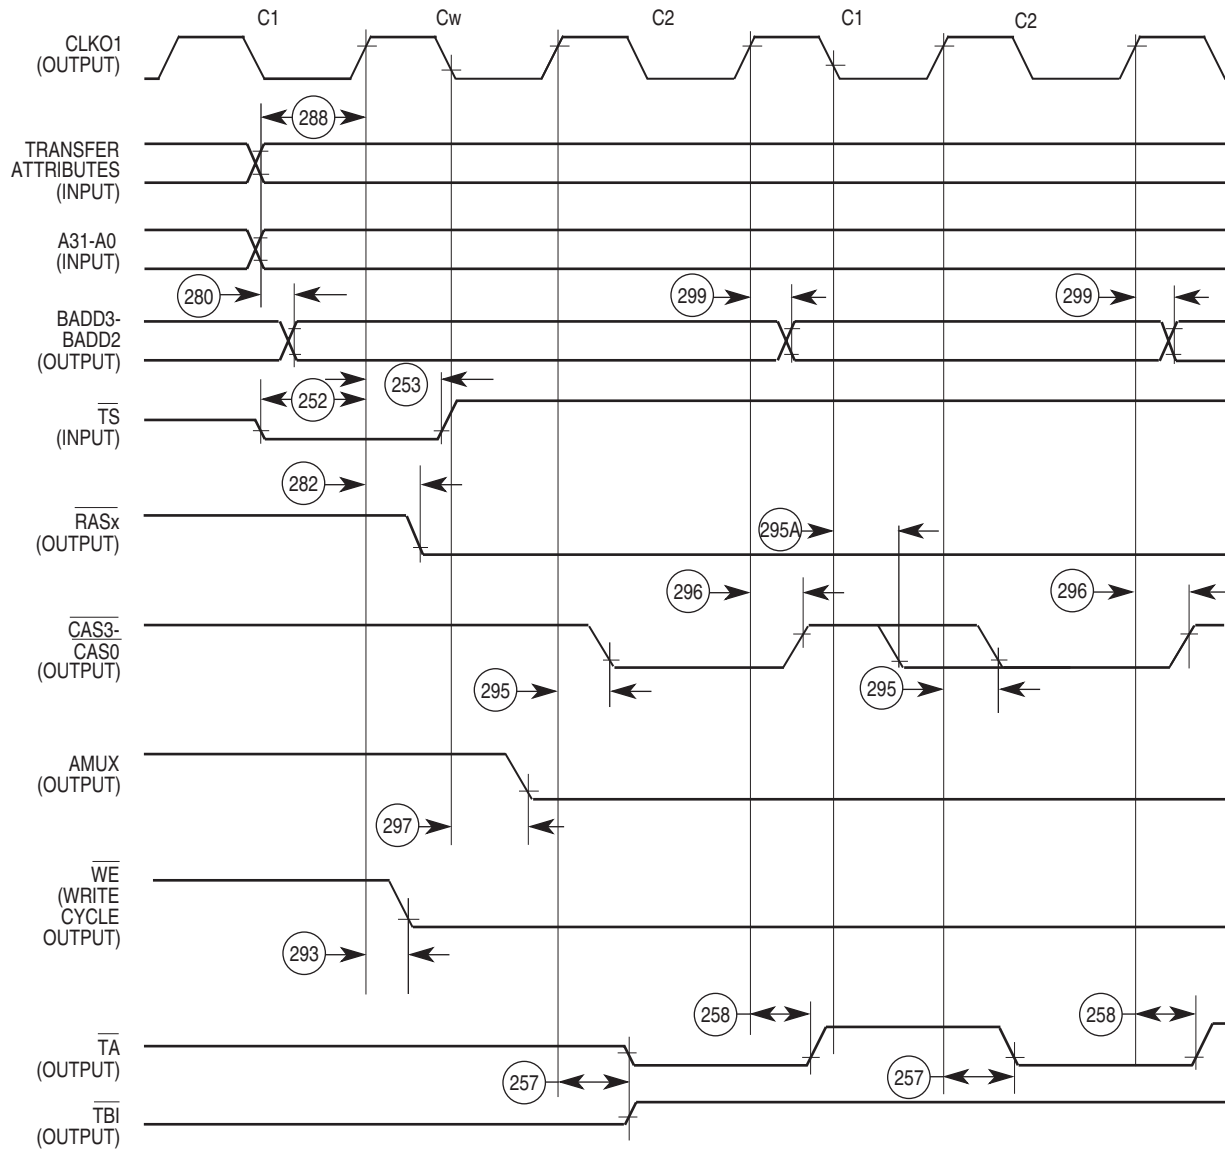 C1 Cw C2 C1 C2
CLKO1
(OUTPUT)
288
TRANSFER
ATTRIBUTES
(INPUT)
A31-A0
(INPUT)
280 299 299
BADD3-
BADD2
(OUTPUT)
253
252
TS
(INPUT)
282
RASx
(OUTPUT)
295A
296 296
CAS3-
CAS0
(OUTPUT)
295 295
AMUX
(OUTPUT)
297
WE
(WRITE
CYCLE
OUTPUT)
293
258 258
TA
(OUTPUT)
257 257
TBI
(OUTPUT)